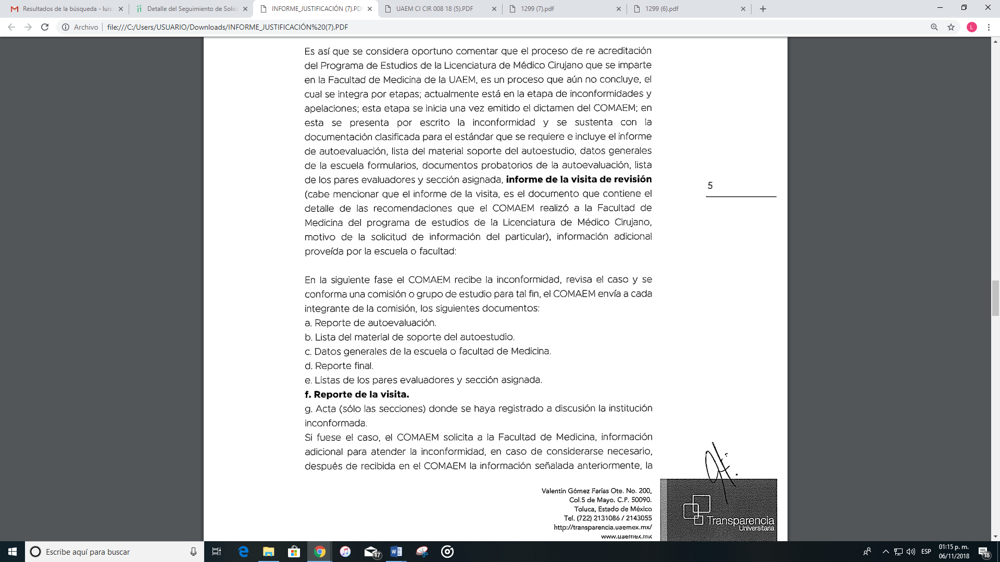 Resultados de la búsqueda - luis.
Detalle del Seguimiento de Solici
INFORME_JUSTIFICACIÓN (7).PD
UAEM CI CIR 008 18 (5).PDF
1299 (7).pdf
1299 (6).pdf
Archivo
file:///C:/Users/USUARIO/Downloads/INFORME_JUSTIFICACIÓN%20(7).PDF
L
Es así que se considera oportuno comentar que el proceso de re acreditación
del Programa de Estudios de la Licenciatura de Médico Cirujano que se imparte
en la Facultad de Medicina de la UAEM, es un proceso que aún no concluye, el
cual se integra por etapas; actualmente está en la etapa de inconformidades y
apelaciones; esta etapa se inicia una vez emitido el dictamen del COMAEM; en
esta se presenta por escrito la inconformidad y se sustenta con la
documentación clasificada para el estándar que se requiere e incluye el informe
de autoevaluación, lista del material soporte del autoestudio, datos generales
de la escuela formularios, documentos probatorios de la autoevaluación, lista
de los pares evaluadores y sección asignada, informe de la visita de revisión
(cabe mencionar que el informe de la visita, es el documento que contiene el
detalle de las recomendaciones que el COMAEM realizó a la Facultad de
Medicina del programa de estudios de la Licenciatura de Médico Cirujano,
motivo de la solicitud de información del particular), información adicional
proveída por la escuela o facultad:
5
En la siguiente fase el COMAEM recibe la inconformidad, revisa el caso y se
conforma una comisión o grupo de estudio para tal fin, el COMAEM envía a cada
integrante de la comisión, los siguientes documentos:
a. Reporte de autoevaluación.
b. Lista del material de soporte del autoestudio.
c. Datos generales de la escuela o facultad de Medicina.
d. Reporte final.
e. Listas de los pares evaluadores y sección asignada.
f. Reporte de la visita.
g. Acta (sólo las secciones) donde se haya registrado a discusión la institución
inconformada.
Si fuese el caso, el COMAEM solicita a la Facultad de Medicina, información
adicional para atender la inconformidad, en caso de considerarse necesario,
después de recibida en el COMAEM la información señalada anteriormente, la
Valentín Gómez Farías Ote. No. 200,
Col.5 de Mayo. C.P. 50090.
Toluca, Estado de México
Tel. (722) 2131086 / 2143055
http://transparencia.uaemex.mx/
www.uaemex.mx
Transparencia
Universitaria
Escribe aquí para buscar
17
ESP
01:15 p. m.
06/11/2018
18